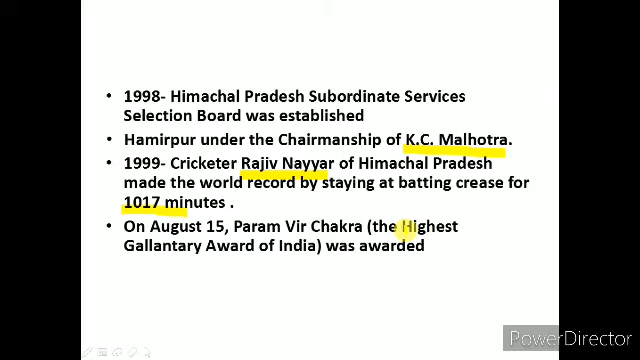 • 1998- Himachal Pradesh Subordinate Services
Selection Board was established
• Hamirpur under the Chairmanship of K.C. Malhotra.
• 1999- Cricketer Rajiv Nayyar of Himachal Pradesh
made the world record by staying at batting crease for
1017 minutes .
• On August 15, Param Vir Chakra (the Highest
Gallantary Award of India) was awarded
PowerDirector